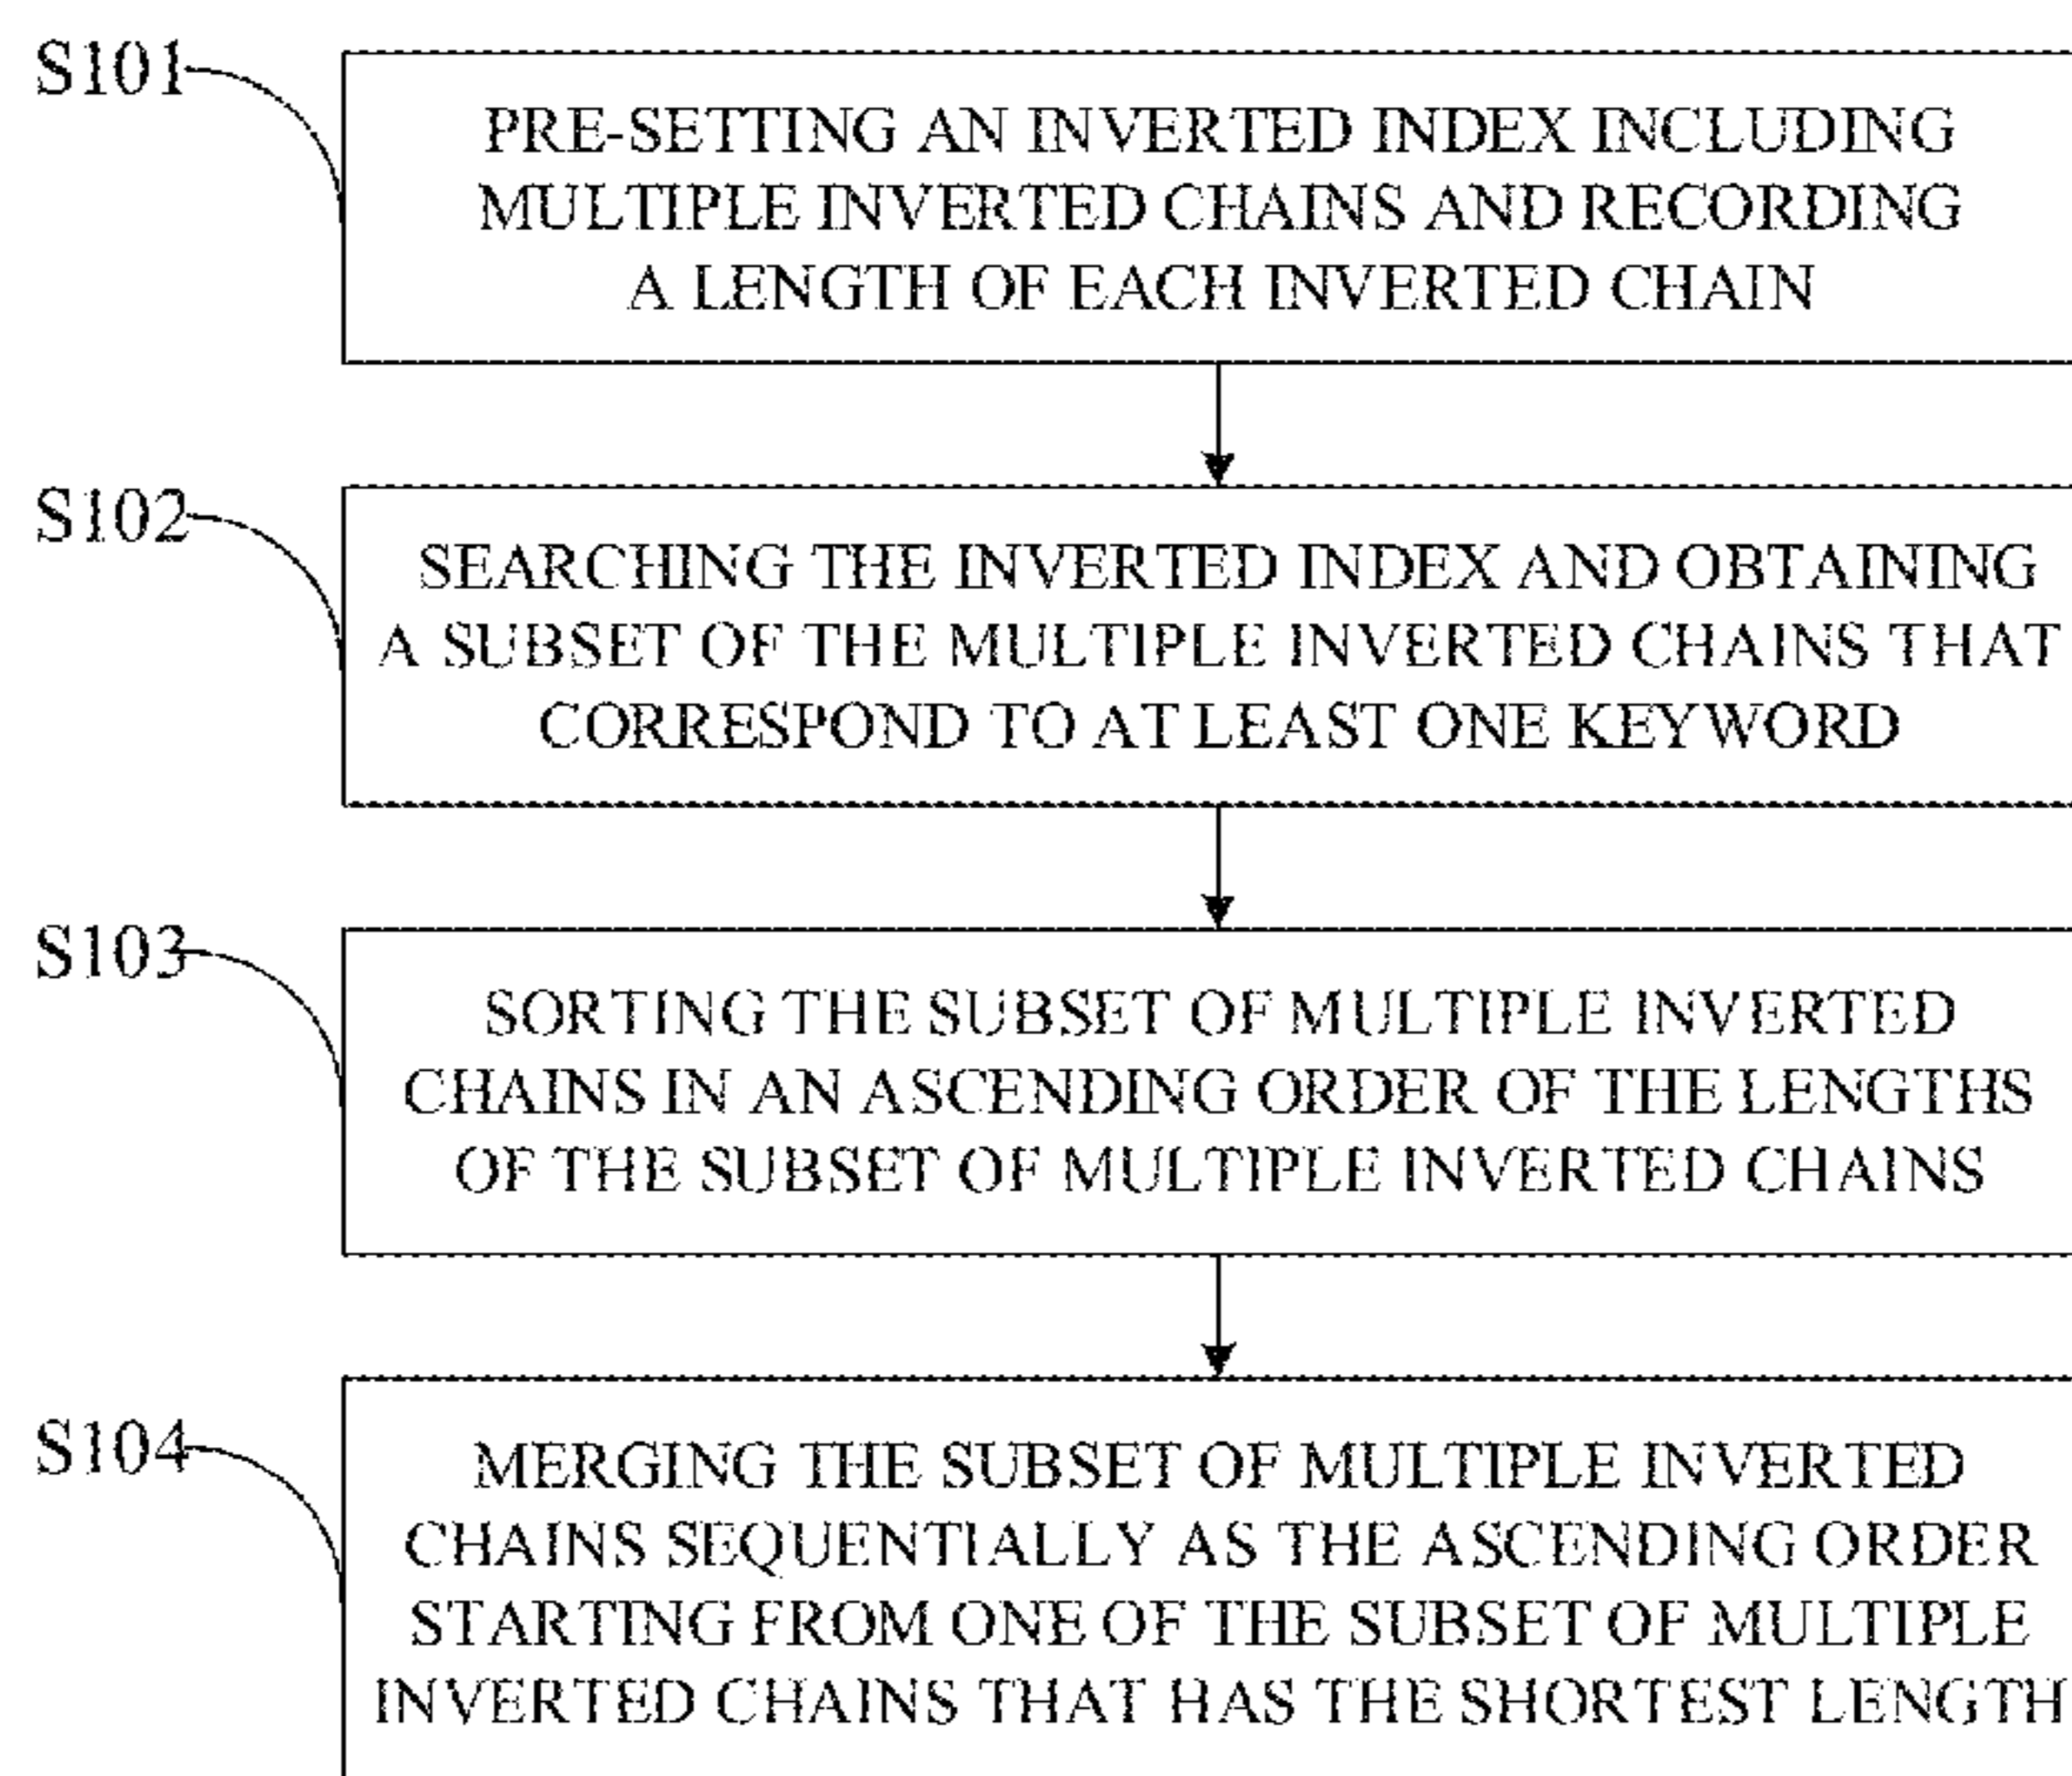 S101
PRE-SETTING AN INVERTED INDEX INCLUDING
MULTIPLE INVERTED CHAINS AND RECORDING
A LENGTH OF EACH INVERTED CHAIN
S102
SEARCHING THE INVERTED INDEX AND OBTAINING
A SUBSET OF THE MULTIPLE INVERTED CHAINS THAT
CORRESPOND TO AT LEAST ONE KEYWORD
S103
SORTING THE SUBSET OF MULTIPLE INVERTED
CHAINS IN AN ASCENDING ORDER OF THE LENGTHS
OF THE SUBSET OF MULTIPLE INVERTED CHAINS
S104
MERGING THE SUBSET OF MULTIPLE INVERTED
CHAINS SEQUENTIALLY AS THE ASCENDING ORDER
STARTING FROM ONE OF THE SUBSET OF MULTIPLE
INVERTED CHAINS THAT HAS THE SHORTEST LENGTH